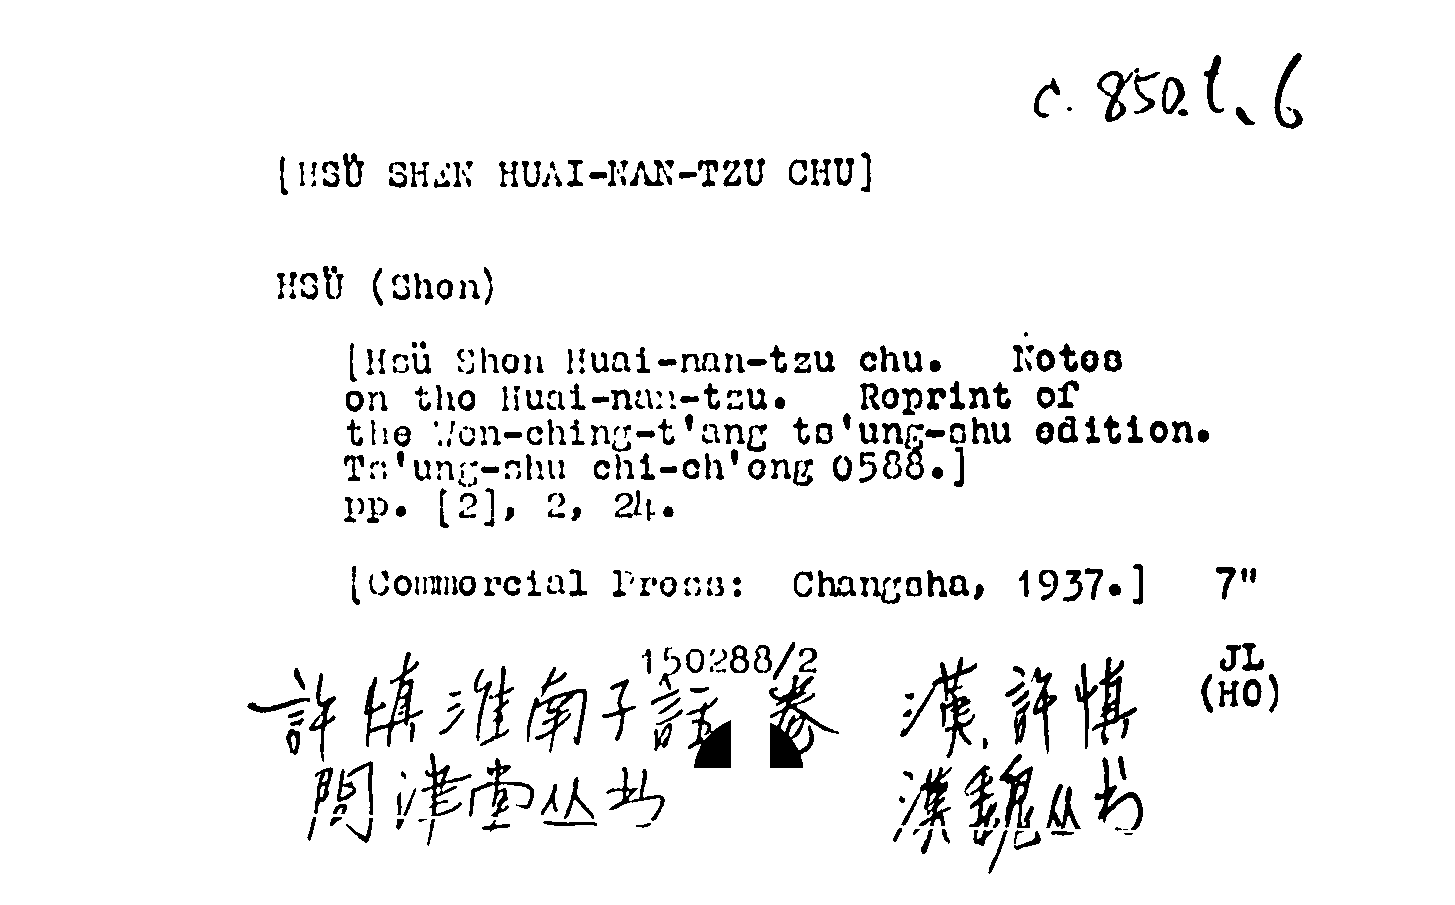 c. 850.t.6
[HSÜ SHEN HUAI-NAN-TZU CHU]
HSÜ (Shen)
[Hsü Shen Huai-nan-tzu chu. Notes
on the Huai-nan-tzu. Reprint of
the Wen-ching-t'ang ts'ung-shu edition.
Ts'ung-shu chi-ch'eng 0588.]
pp. [2], 2, 24.
[Commercial Press: Changsha, 1937.] 7"
150288/2
JL
(HO)
許慎淮南子註 卷 漢.許慎
問津堂丛书 漢魏丛书